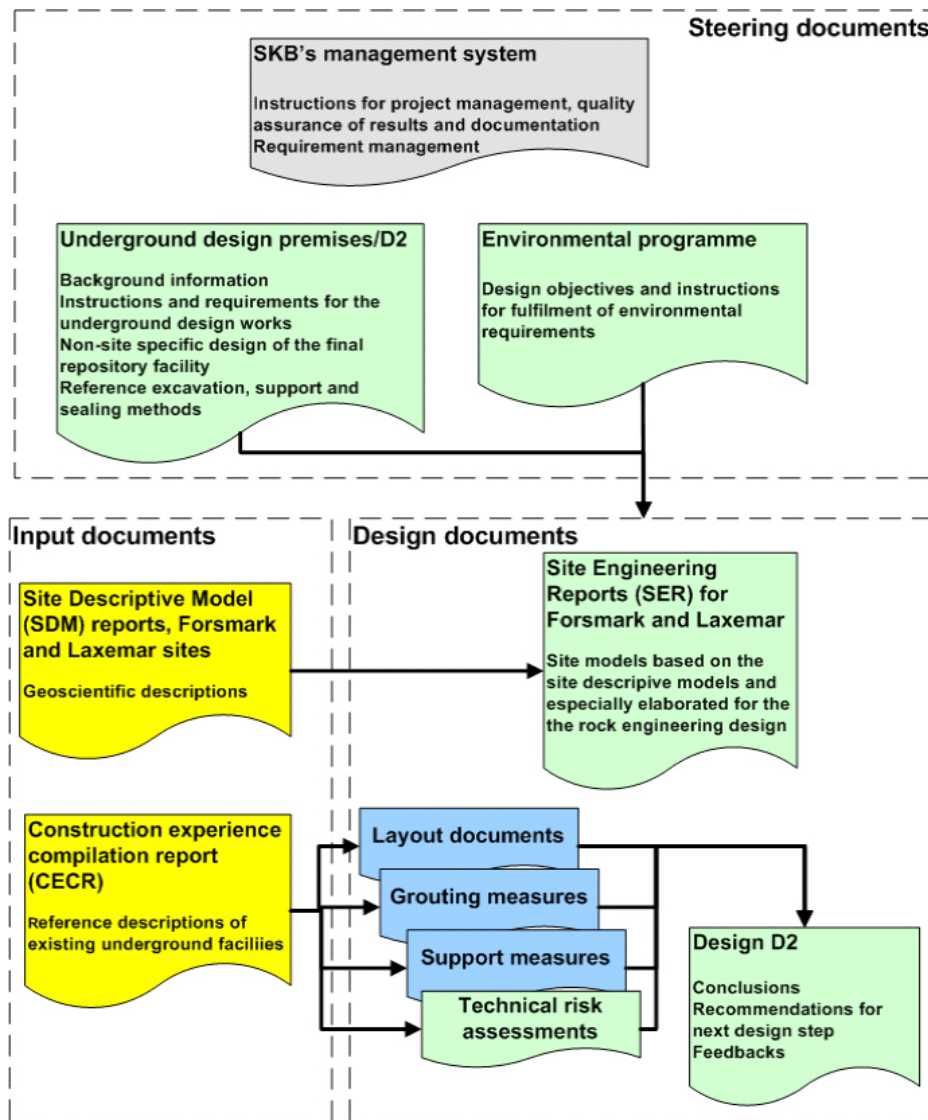 Steering documents
SKB's management system
Instructions for project management, quality
assurance of results and documentation
Requirement management
Underground design premises/D2
Background information
Instructions and requirements for the
underground design works
Non-site specific design of the final
repository facility
Reference excavation, support and
sealing methods
Environmental programme
Design objectives and instructions
for fulfilment of environmental
requirements
Input documents
Site Descriptive Model
(SDM) reports, Forsmark
and Laxemar sites
Geoscientific descriptions
Construction experience
compilation report
(CECR)
Reference descriptions of
existing underground faciliies
Design documents
Site Engineering
Reports (SER) for
Forsmark and Laxemar
Site models based on the
site descripive models and
especially elaborated for the
the rock engineering design
Layout documents
Grouting measures
Support measures
Technical risk
assessments
Design D2
Conclusions
Recommendations for
next design step
Feedbacks